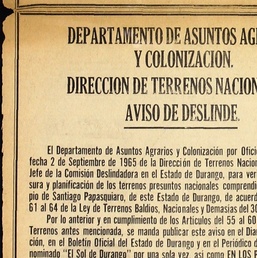 DEPARTAMENTO DE ASUNTOS AGR
Y COLONIZACION.
DIRECCION DE TERRENOS NACION
AVISO DE DESLINDE.
El Departamento de Asuntos Agrarios y Colonización por Ofic
fecha 2 de Septiembre de 1965 de la Dirección de Terrenos Nacion
Jefe de la Comisión Deslindadora en el Estado de Durango, para ver
sura y planificación de los terrenos presuntos nacionales comprendi
pio de Santiago Papasquiaro, de este Estado de Durango, de acuerd
61 al 64 de la Ley de Terrenos Baldíos, Nacionales y Demasías del 30
Por lo anterior y en cumplimiento de los Artículos del 55 al 60
Terrenos antes mencionada, se manda publicar este aviso en el Diar
ción, en el Boletín Oficial del Estado de Durango y en el Periódico d
nominado "El Sol de Durango" por una sola vez, así como EN LOS P